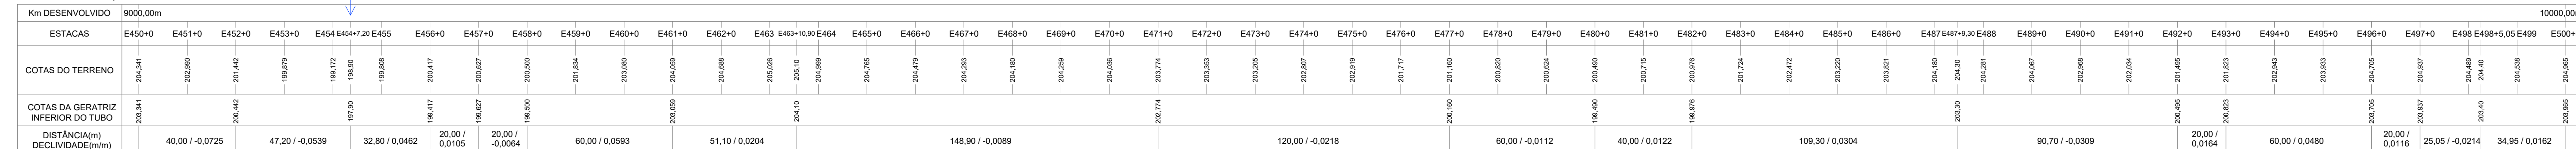 Km DESENVOLVIDO 9000,00m 10000,00
ESTACAS E450+0 E451+0 E452+0 E453+0 E454 E454+7,20 E455 E456+0 E457+0 E458+0 E459+0 E460+0 E461+0 E462+0 E463 E463+10,90 E464 E465+0 E466+0 E467+0 E468+0 E469+0 E470+0 E471+0 E472+0 E473+0 E474+0 E475+0 E476+0 E477+0 E478+0 E479+0 E480+0 E481+0 E482+0 E483+0 E484+0 E485+0 E486+0 E487 E487+9,30 E488 E489+0 E490+0 E491+0 E492+0 E493+0 E494+0 E495+0 E496+0 E497+0 E498 E498+5,05 E499 E500+
COTAS DO TERRENO 204,341 202,990 201,442 199,879 199,172 198,90 199,808 200,417 200,627 200,500 201,834 203,080 204,059 204,688 205,026 205,10 204,999 204,765 204,479 204,293 204,180 204,259 204,036 203,774 203,353 203,205 202,807 202,919 201,717 201,160 200,820 200,624 200,490 200,715 200,976 201,724 202,472 203,220 203,821 204,180 204,30 204,281 204,067 202,968 202,034 201,495 201,823 202,943 203,933 204,705 204,937 204,489 204,40 204,538 204,965
COTAS DA GERATRIZ
INFERIOR DO TUBO 203,341 200,442 197,90 199,417 199,627 199,500 203,059 204,10 202,774 200,160 199,490 199,976 203,30 200,495 200,823 203,705 203,937 203,40 203,965
DISTÂNCIA(m)
DECLIVIDADE(m/m) 40,00 / -0,0725 47,20 / -0,0539 32,80 / 0,0462 20,00 /
0,0105 20,00 /
-0,0064 60,00 / 0,0593 51,10 / 0,0204 148,90 / -0,0089 120,00 / -0,0218 60,00 / -0,0112 40,00 / 0,0122 109,30 / 0,0304 90,70 / -0,0309 20,00 /
0,0164 60,00 / 0,0480 20,00 /
0,0116 25,05 / -0,0214 34,95 / 0,0162